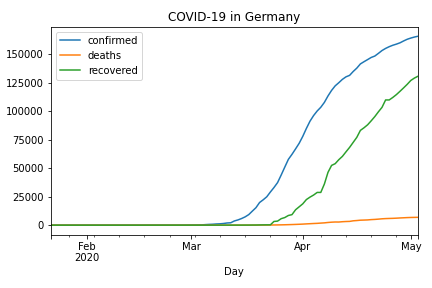 COVID-19 in Germany
confirmed
deaths
recovered
150000
125000
100000
75000
50000
25000
0
Feb Mar Apr May
2020
Day